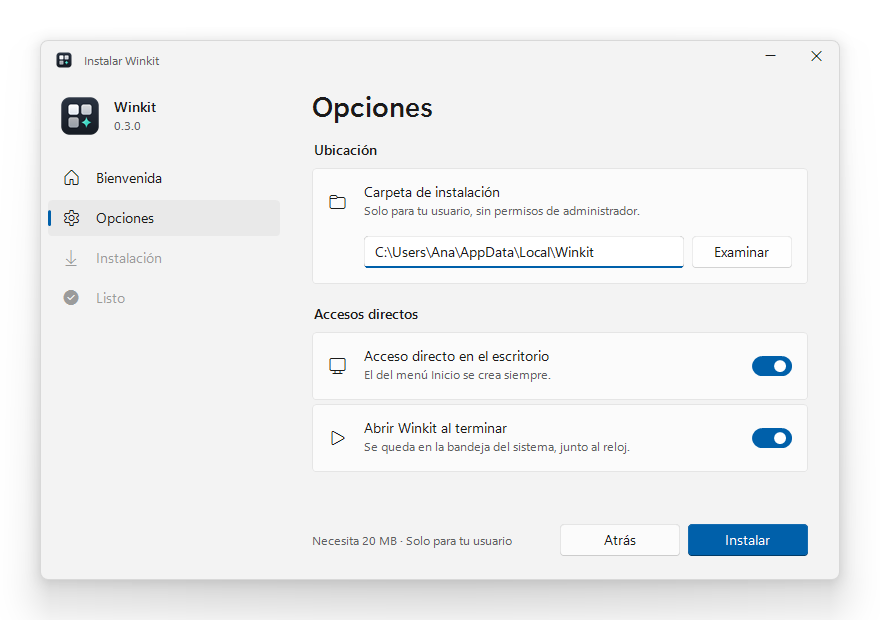 Instalar Winkit
Winkit
0.3.0
Bienvenida
Opciones
Instalación
Listo
Opciones
Ubicación
Carpeta de instalación
Solo para tu usuario, sin permisos de administrador.
C:\Users\Ana\AppData\Local\Winkit
Examinar
Accesos directos
Acceso directo en el escritorio
El del menú Inicio se crea siempre.
Abrir Winkit al terminar
Se queda en la bandeja del sistema, junto al reloj.
Necesita 20 MB · Solo para tu usuario
Atrás
Instalar